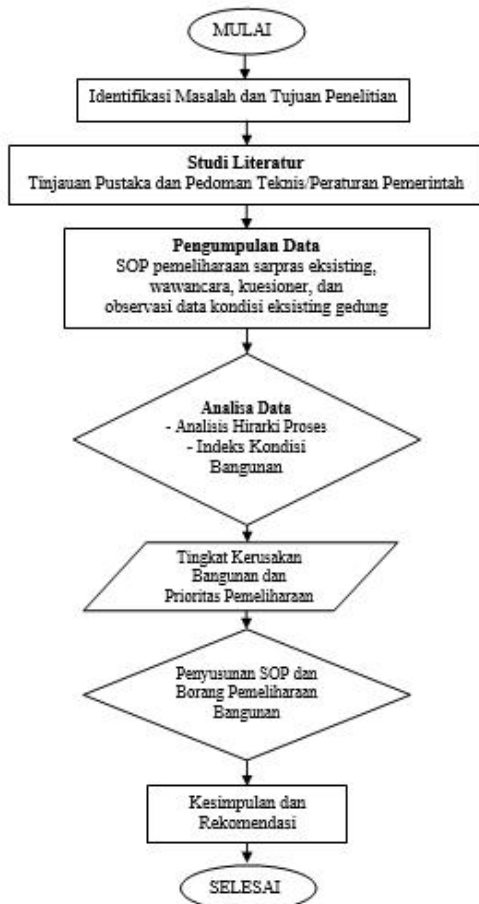 MULAI
Identifikasi Masalah dan Tujuan Penelitian
Studi Literatur
Tinjauan Pustaka dan Pedoman Teknis/Peraturan Pemerintah
Pengumpulan Data
SOP pemeliharaan sarpras eksisting,
wawancara, kuesioner, dan
observasi data kondisi eksisting gedung
Analisa Data
- Analisis Hirarki Proses
- Indeks Kondisi
Bangunan
Tingkat Kerusakan
Bangunan dan
Prioritas Pemeliharaan
Penyusunan SOP dan
Borang Pemeliharaan
Bangunan
Kesimpulan dan
Rekomendasi
SELESAI